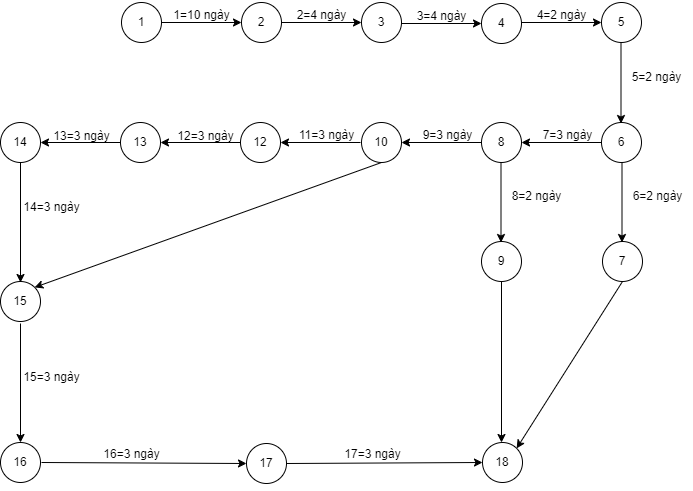 1
1=10 ngày
2
2=4 ngày
3
3=4 ngày
4
4=2 ngày
5
5=2 ngày
14
13=3 ngày
13
12=3 ngày
12
11=3 ngày
10
9=3 ngày
8
7=3 ngày
6
14=3 ngày
8=2 ngày
6=2 ngày
9
7
15
15=3 ngày
16
16=3 ngày
17
17=3 ngày
18